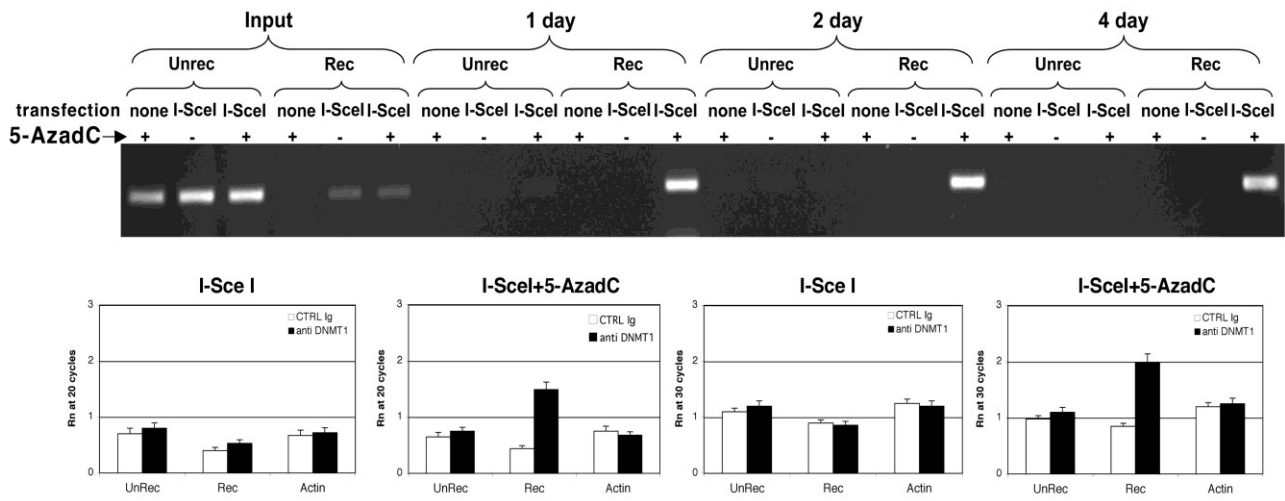 Input 1 day 2 day 4 day
Unrec Rec Unrec Rec Unrec Rec Unrec Rec
transfection none I-SceI I-SceI none I-SceI I-SceI none I-SceI I-SceI none I-SceI I-SceI none I-SceI I-SceI none I-SceI I-SceI none I-SceI I-SceI none I-SceI I-SceI
5-AzadC → + - + + - + + - + + - + + - + + - + + - + + - +
I-Sce I
3
2
1
0
Rn at 20 cycles
CTRL Ig
anti DNMT1
UnRec Rec Actin
I-SceI+5-AzadC
3
2
1
0
Rn at 20 cycles
CTRL Ig
anti DNMT1
UnRec Rec Actin
I-Sce I
3
2
1
0
Rn at 30 cycles
CTRL Ig
anti DNMT1
UnRec Rec Actin
I-SceI+5-AzadC
3
2
1
0
Rn at 30 cycles
CTRL Ig
anti DNMT1
UnRec Rec Actin